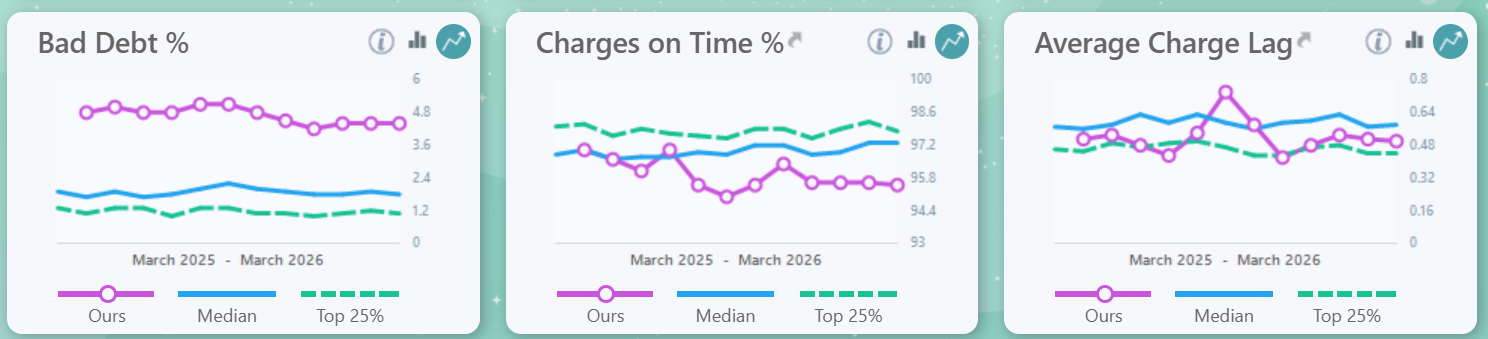 Bad Debt %
6
4.8
3.6
2.4
1.2
0
March 2025 - March 2026
Ours Median Top 25%
Charges on Time %
100
98.6
97.2
95.8
94.4
93
March 2025 - March 2026
Ours Median Top 25%
Average Charge Lag
0.8
0.64
0.48
0.32
0.16
0
March 2025 - March 2026
Ours Median Top 25%